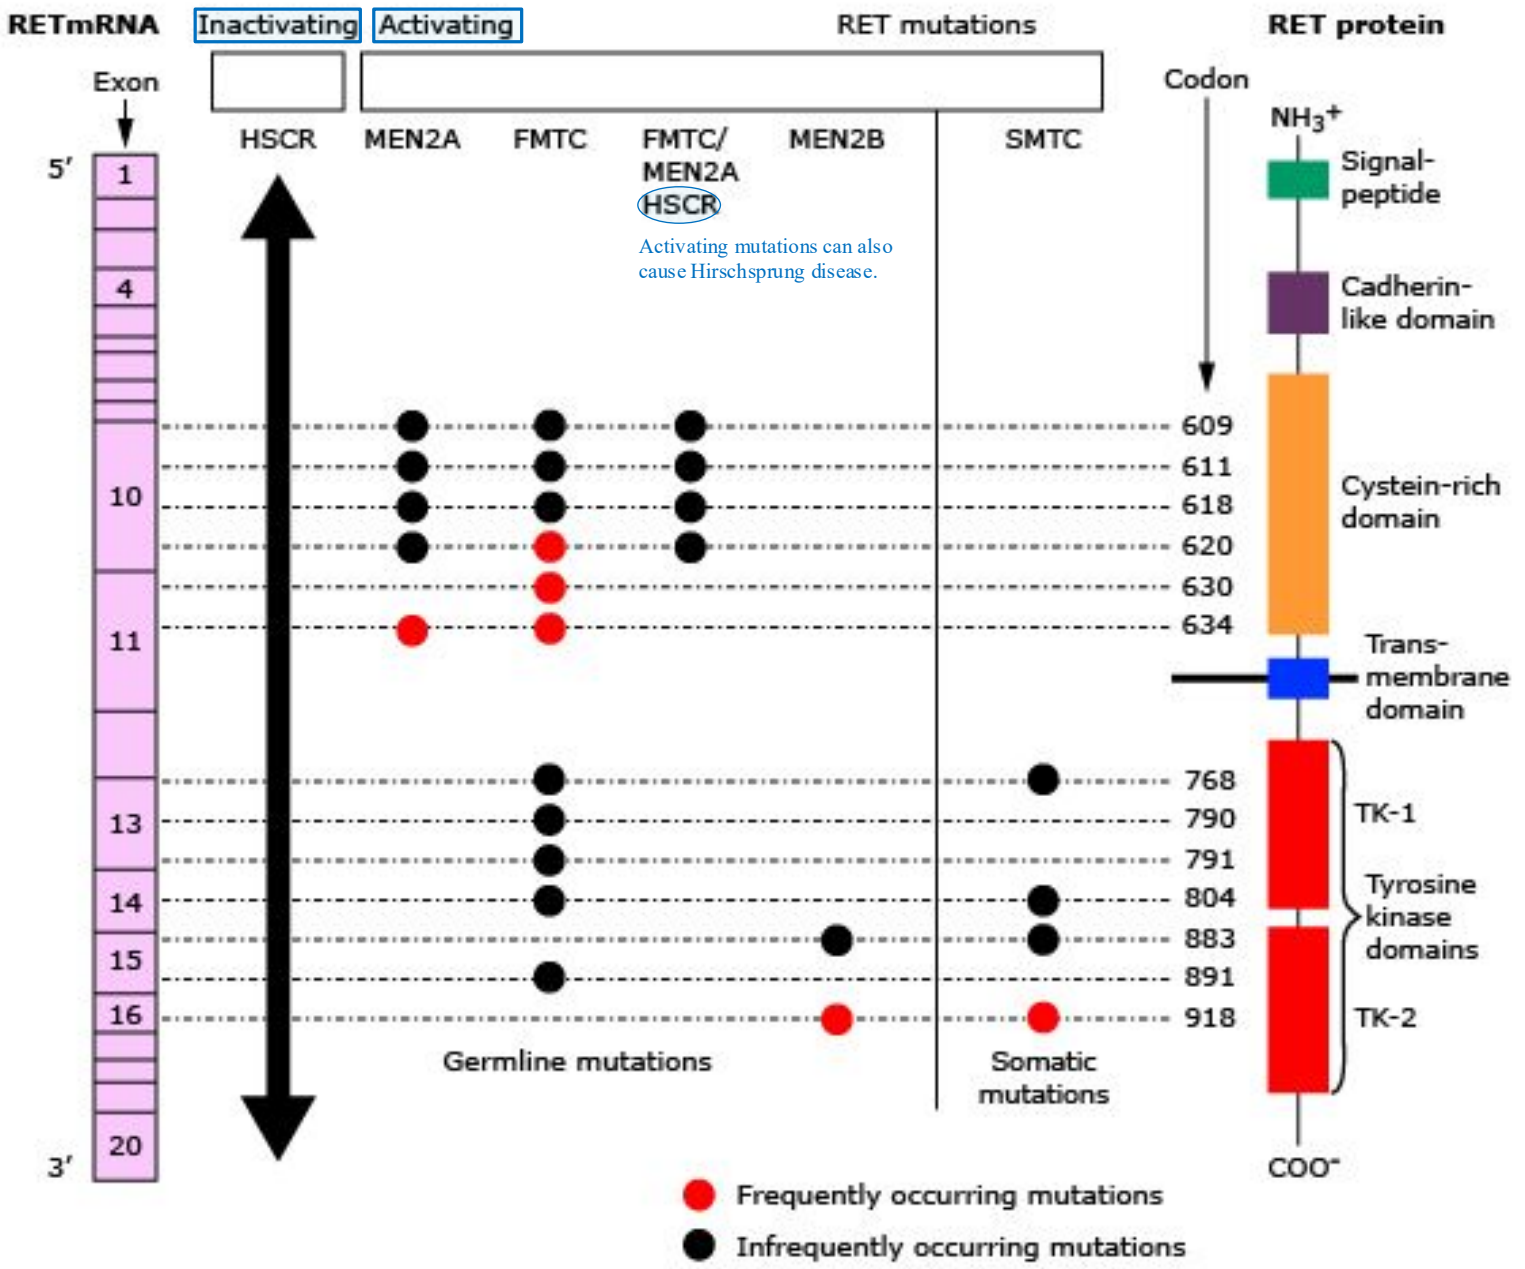 RETmRNA Inactivating Activating RET mutations RET protein
Exon
Codon
HSCR MEN2A FMTC FMTC/ MEN2B SMTC
MEN2A
HSCR
Activating mutations can also
cause Hirschsprung disease.
5′
1
4
10
11
13
14
15
16
20
3′
609
611
618
620
630
634
768
790
791
804
883
891
918
Germline mutations
Somatic
mutations
NH3+
Signal-
peptide
Cadherin-
like domain
Cystein-rich
domain
Trans-
membrane
domain
TK-1
Tyrosine
kinase
domains
TK-2
COO-
Frequently occurring mutations
Infrequently occurring mutations